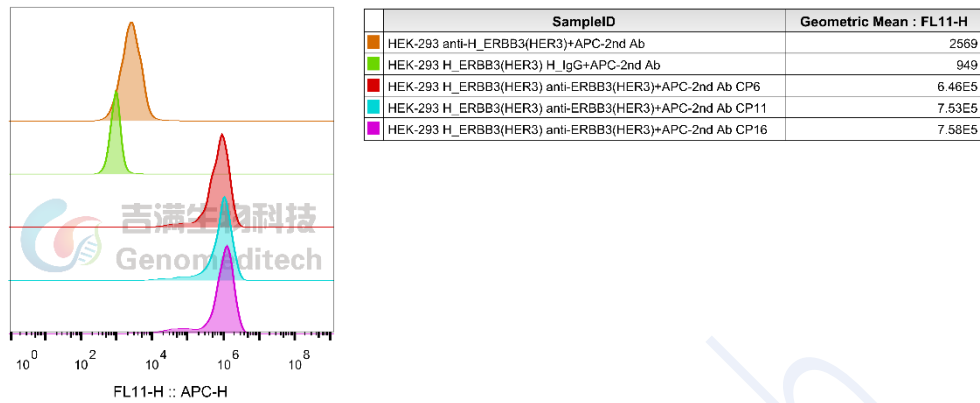 SampleID Geometric Mean : FL11-H
HEK-293 anti-H_ERBB3(HER3)+APC-2nd Ab 2569
HEK-293 H_ERBB3(HER3) H_IgG+APC-2nd Ab 949
HEK-293 H_ERBB3(HER3) anti-ERBB3(HER3)+APC-2nd Ab CP6 6.46E5
HEK-293 H_ERBB3(HER3) anti-ERBB3(HER3)+APC-2nd Ab CP11 7.53E5
HEK-293 H_ERBB3(HER3) anti-ERBB3(HER3)+APC-2nd Ab CP16 7.58E5
吉满生物科技
Genomeditech
10^0 10^2 10^4 10^6 10^8
FL11-H :: APC-H